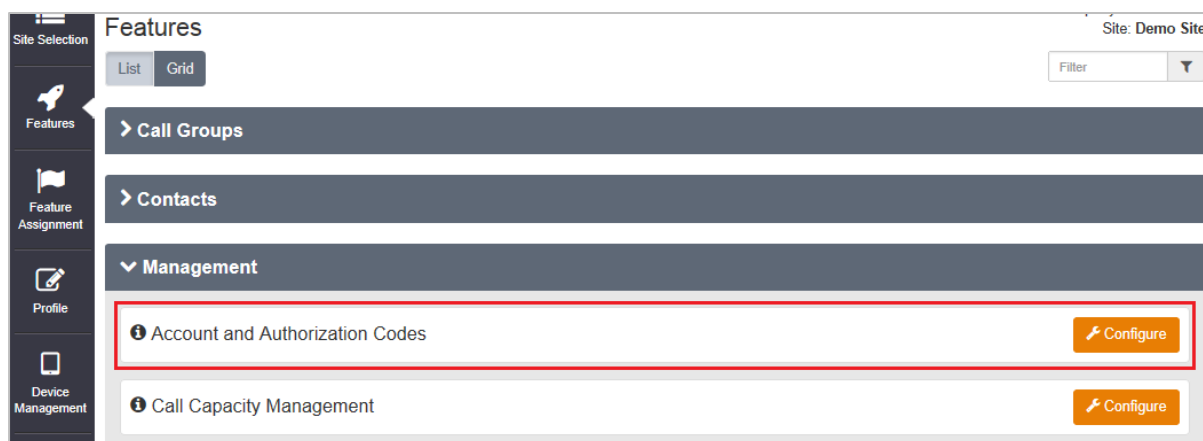 Site Selection
Features
Site: Demo Site
List
Grid
Filter
Features
Call Groups
Feature
Assignment
Contacts
Management
Profile
Account and Authorization Codes
Configure
Device
Management
Call Capacity Management
Configure